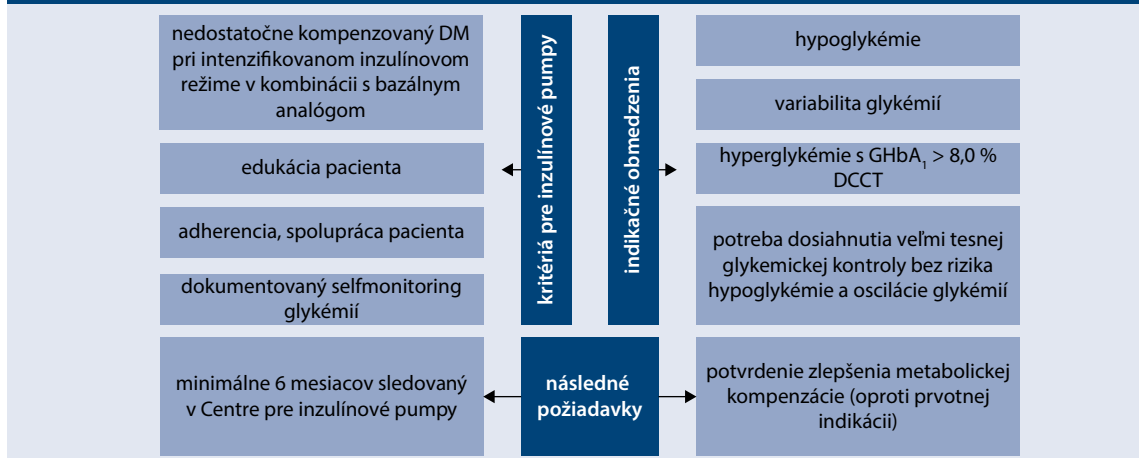 nedostatočne kompenzovaný DM
pri intenzifikovanom inzulínovom
režime v kombinácii s bazálnym
analógom
edukácia pacienta
adherencia, spolupráca pacienta
dokumentovaný selfmonitoring
glykémií
kritériá pre inzulínové pumpy
indikačné obmedzenia
hypoglykémie
variabilita glykémií
hyperglykémie s GHbA₁ > 8,0 %
DCCT
potreba dosiahnutia veľmi tesnej
glykemickej kontroly bez rizika
hypoglykémie a oscilácie glykémií
minimálne 6 mesiacov sledovaný
v Centre pre inzulínové pumpy
následné
požiadavky
potvrdenie zlepšenia metabolickej
kompenzácie (oproti prvotnej
indikácii)